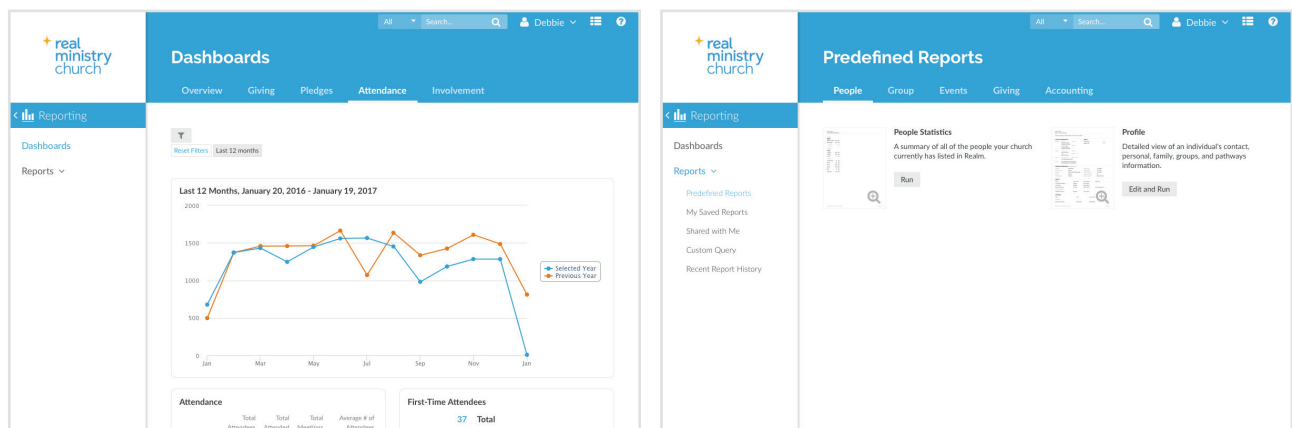 All Search... Debbie
real
ministry
church
Dashboards
Overview Giving Pledges Attendance Involvement
Reporting
Dashboards
Reports
Reset Filters Last 12 months
Last 12 Months, January 20, 2016 - January 19, 2017
2000
1500
1000
500
0
Jan Mar May Jul Sep Nov Jan
Selected Year
Previous Year
Attendance
Total Total Total Average # of
Attendees Attended Meetings Attendees
First-Time Attendees
37 Total
All Search... Debbie
real
ministry
church
Predefined Reports
People Group Events Giving Accounting
Reporting
Dashboards
Reports
Predefined Reports
My Saved Reports
Shared with Me
Custom Query
Recent Report History
People Statistics
A summary of all of the people your church
currently has listed in Realm.
Run
Profile
Detailed view of an individual's contact,
personal, family, groups, and pathways
information.
Edit and Run